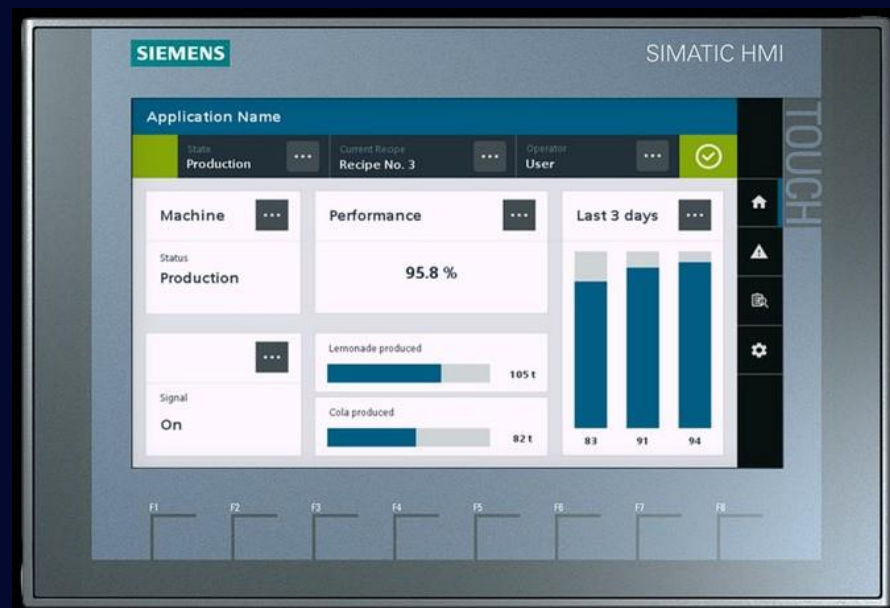 SIEMENS
SIMATIC HMI
TOUCH
Application Name
State
Production
Current Recipe
Recipe No. 3
Operator
User
Machine
Status
Production
Performance
95.8 %
Last 3 days
83 91 94
Signal
On
Lemonade produced
105 t
Cola produced
82 t
F1 F2 F3 F4 F5 F6 F7 F8